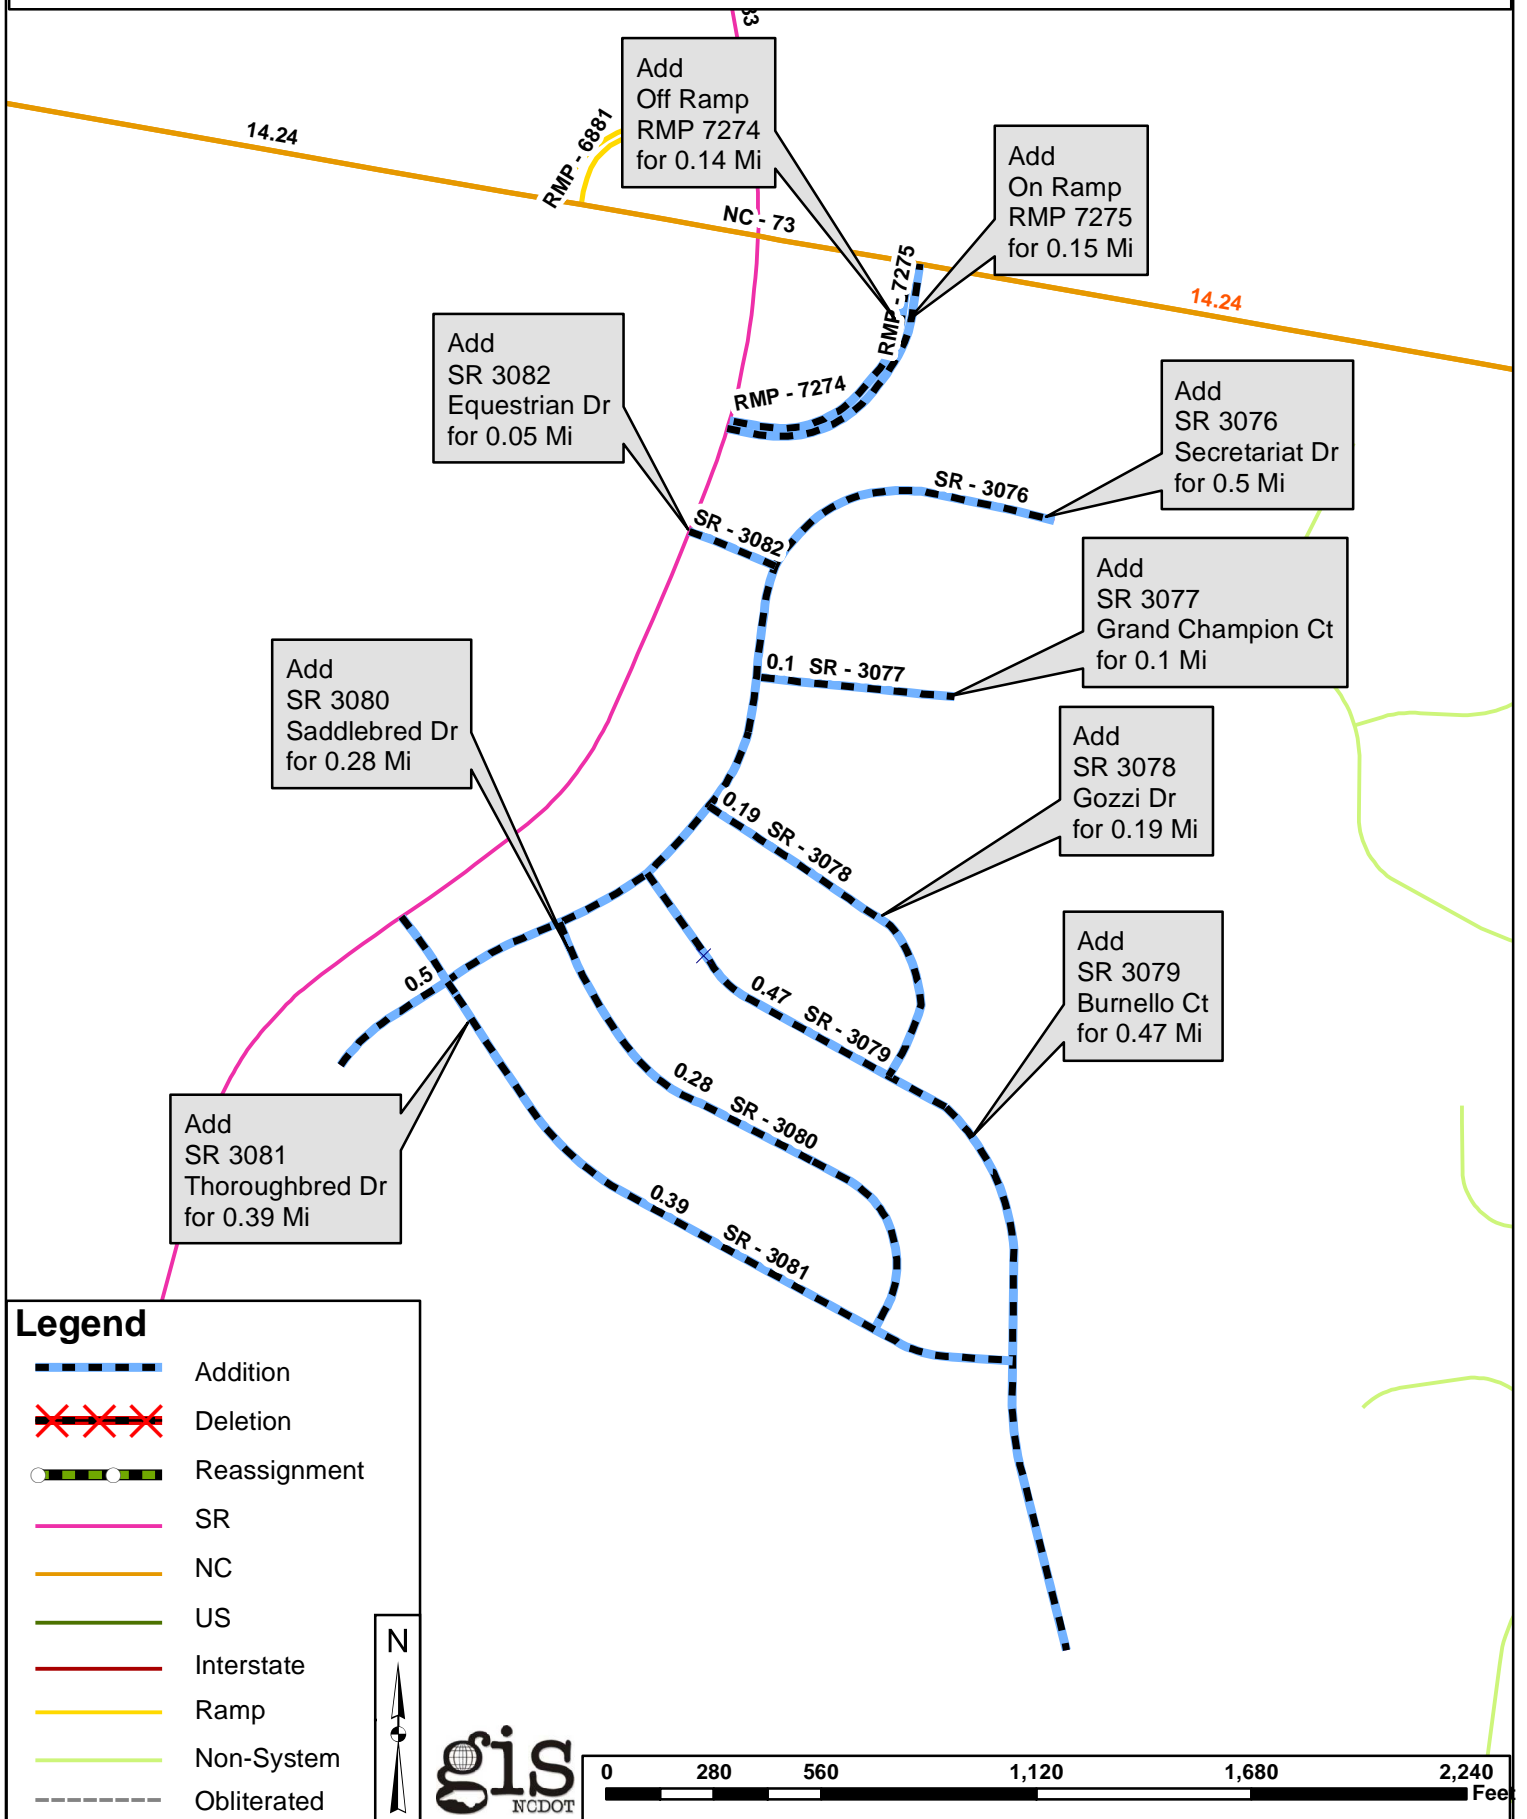 33
Add
Off Ramp
RMP 7274
for 0.14 Mi
14.24
RMP - 6881
Add
On Ramp
RMP 7275
for 0.15 Mi
NC - 73
RMP - 7275
14.24
Add
SR 3082
Equestrian Dr
for 0.05 Mi
RMP - 7274
Add
SR 3076
Secretariat Dr
for 0.5 Mi
SR - 3076
SR - 3082
Add
SR 3077
Grand Champion Ct
for 0.1 Mi
0.1 SR - 3077
Add
SR 3080
Saddlebred Dr
for 0.28 Mi
Add
SR 3078
Gozzi Dr
for 0.19 Mi
0.19 SR - 3078
Add
SR 3079
Burnello Ct
for 0.47 Mi
0.5
0.47 SR - 3079
0.28 SR - 3080
Add
SR 3081
Thoroughbred Dr
for 0.39 Mi
0.39 SR - 3081
Legend
Addition
Deletion
Reassignment
SR
NC
US
Interstate
Ramp
Non-System
Obliterated
N
gis
NCDOT
0 280 560 1,120 1,680 2,240
Feet